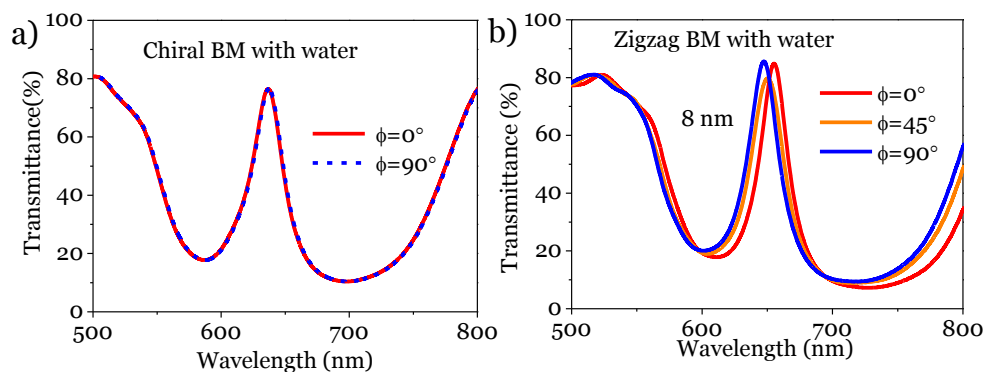 a)
Chiral BM with water
Transmittance(%)
100
80
60
40
20
0
ϕ=0°
ϕ=90°
500 600 700 800
Wavelength (nm)
b)
Zigzag BM with water
Transmittance (%)
100
80
60
40
20
0
8 nm
ϕ=0°
ϕ=45°
ϕ=90°
500 600 700 800
Wavelength (nm)